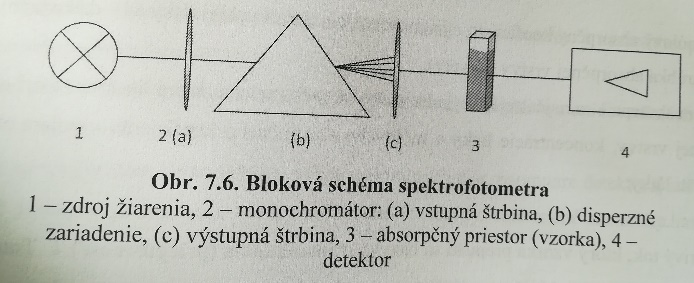 1
2 (a)
(b)
(c)
3
4
Obr. 7.6. Bloková schéma spektrofotometra
1 – zdroj žiarenia, 2 – monochromátor: (a) vstupná štrbina, (b) disperzné
zariadenie, (c) výstupná štrbina, 3 – absorpčný priestor (vzorka), 4 –
detektor